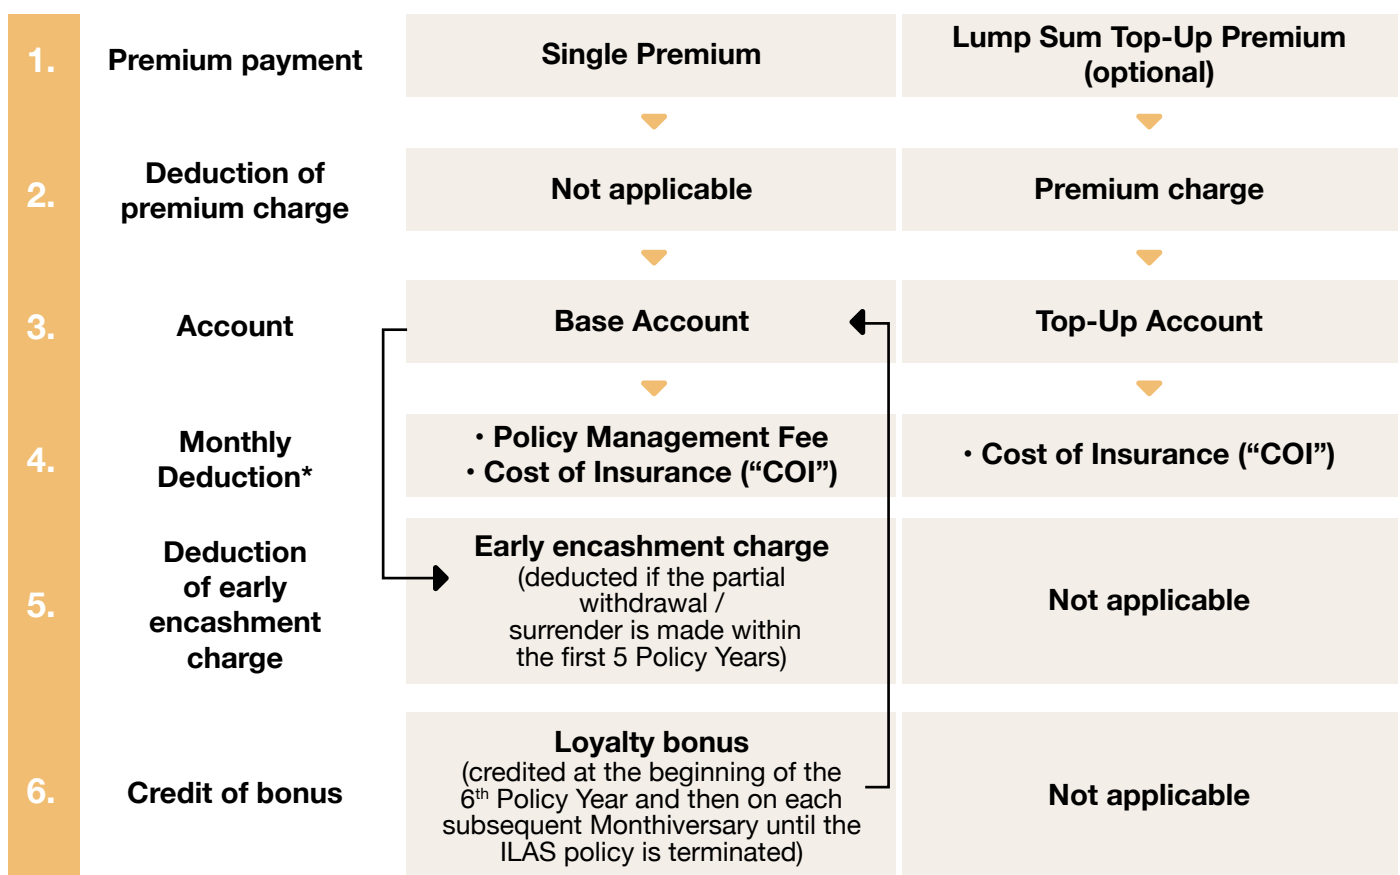 1.
Premium payment
Single Premium
Lump Sum Top-Up Premium
(optional)
2.
Deduction of
premium charge
Not applicable
Premium charge
3.
Account
Base Account
Top-Up Account
4.
Monthly
Deduction*
• Policy Management Fee
• Cost of Insurance (“COI”)
• Cost of Insurance (“COI”)
5.
Deduction
of early
encashment
charge
Early encashment charge
(deducted if the partial
withdrawal /
surrender is made within
the first 5 Policy Years)
Not applicable
6.
Credit of bonus
Loyalty bonus
(credited at the beginning of the
6th Policy Year and then on each
subsequent Monthiversary until the
ILAS policy is terminated)
Not applicable